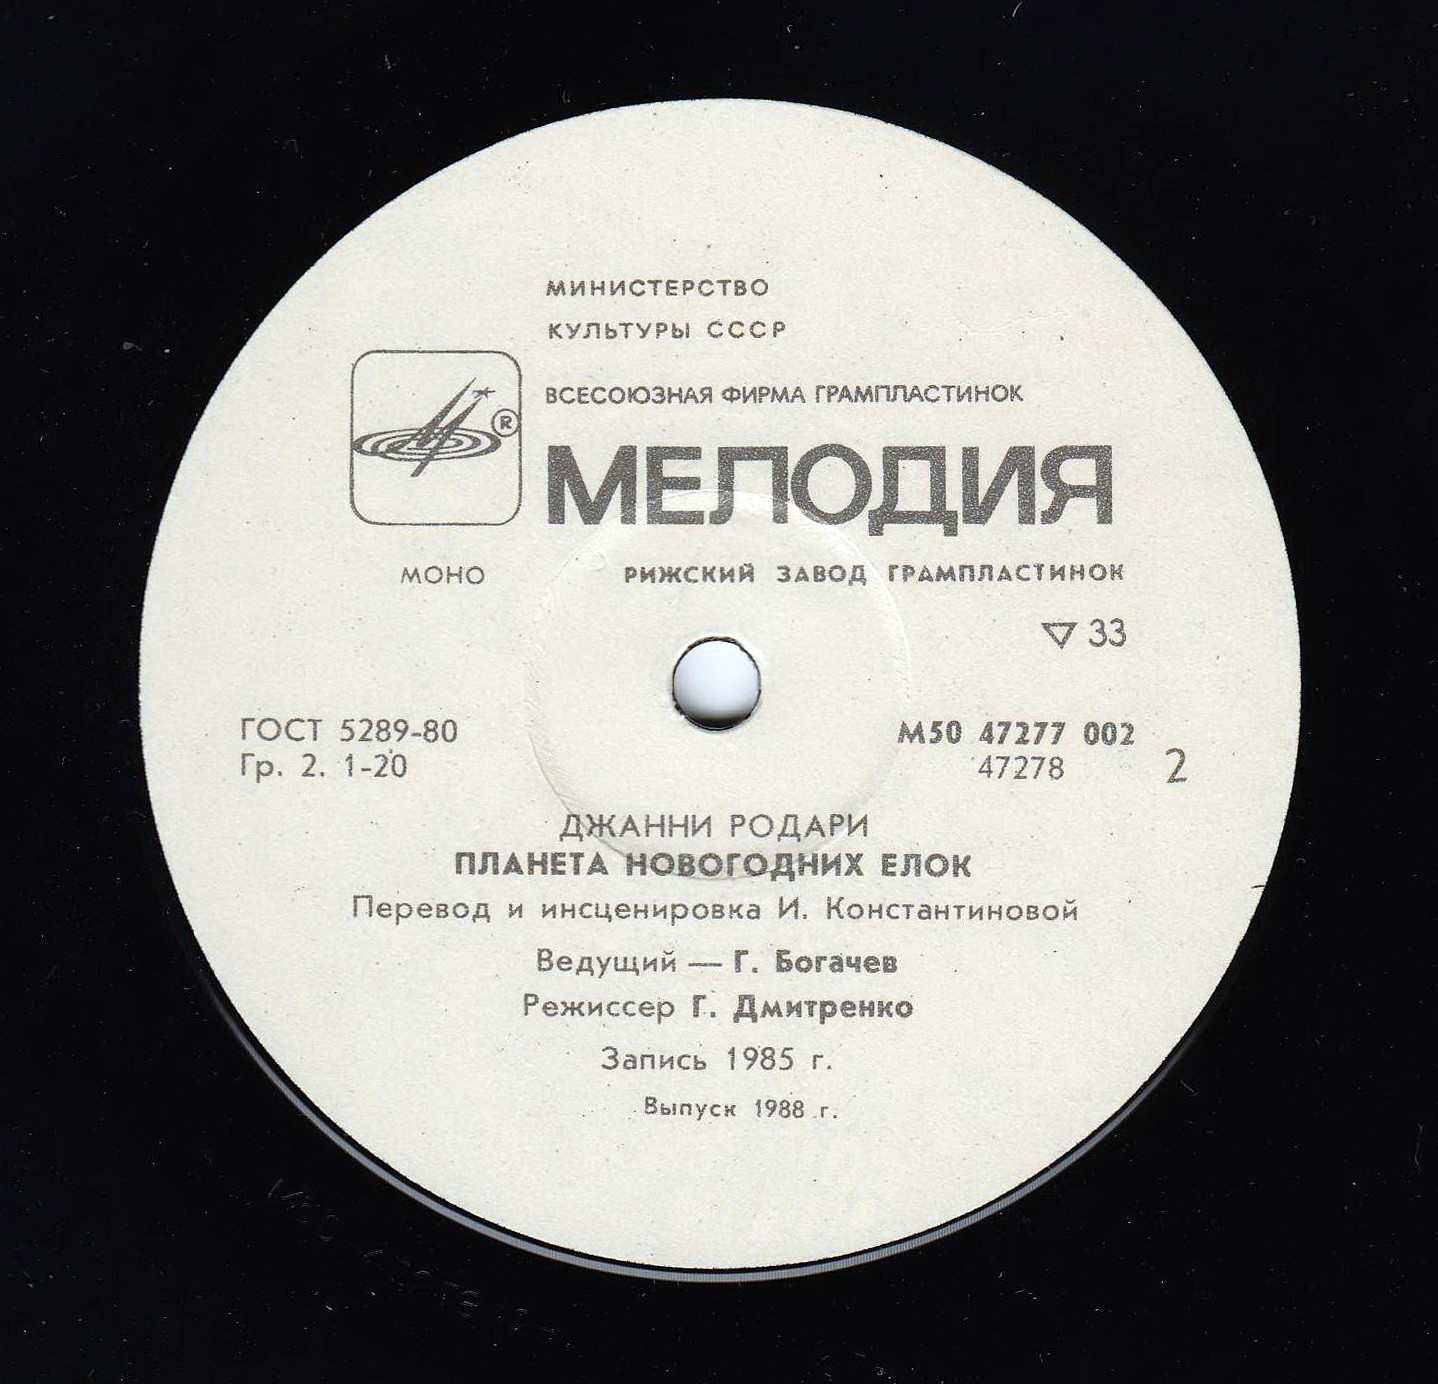 МИНИСТЕРСТВО
КУЛЬТУРЫ СССР
ВСЕСОЮЗНАЯ ФИРМА ГРАМПЛАСТИНОК
®
МЕЛОДИЯ
МОНО
РИЖСКИЙ ЗАВОД ГРАМПЛАСТИНОК
▽ 33
ГОСТ 5289-80
Гр. 2. 1-20
М50 47277 002
47278
2
ДЖАННИ РОДАРИ
ПЛАНЕТА НОВОГОДНИХ ЕЛОК
Перевод и инсценировка И. Константиновой
Ведущий — Г. Богачев
Режиссер Г. Дмитренко
Запись 1985 г.
Выпуск 1988 г.